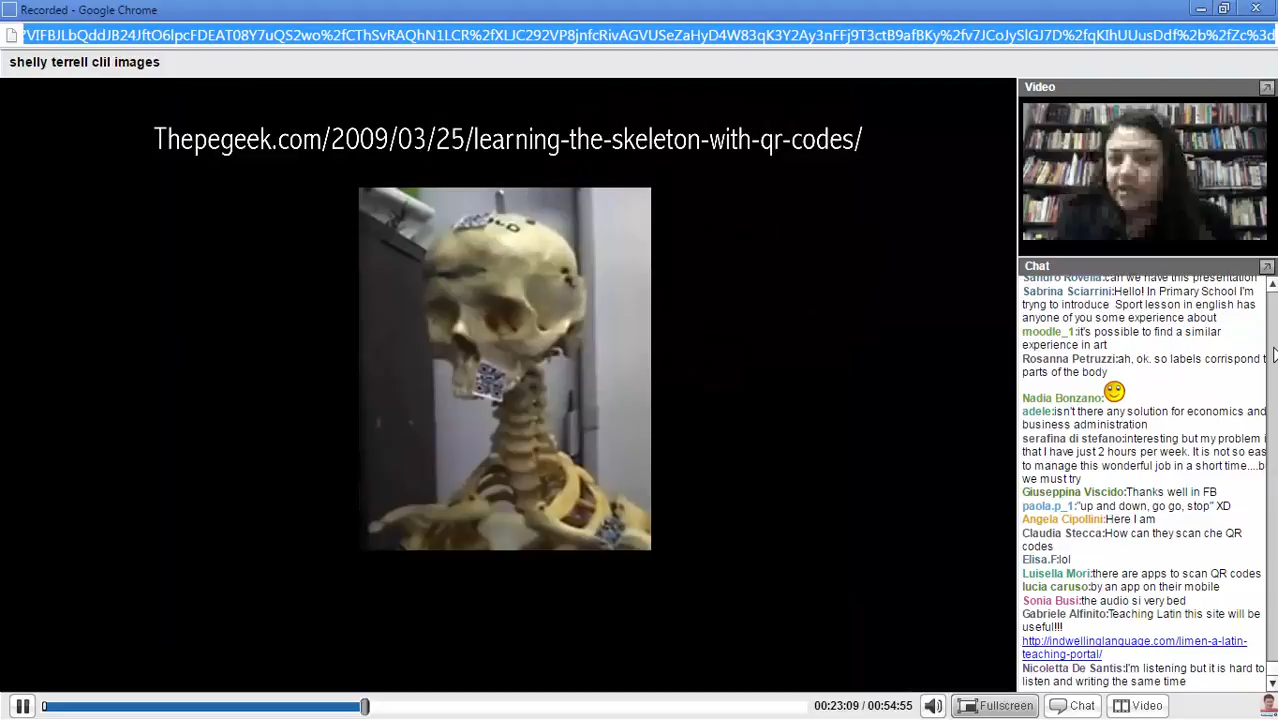 Recorded - Google Chrome
shelly terrell clil images
Thepegeek.com/2009/03/25/learning-the-skeleton-with-qr-codes/
Video
Chat
Sandro Rovella:can we have this presentation
Sabrina Sciarrini:Hello! In Primary School I'm
tryng to introduce Sport lesson in english has
anyone of you some experience about
moodle_1:it's possible to find a similar
experience in art
Rosanna Petruzzi:ah, ok. so labels corrispond t
parts of the body
Nadia Bonzano:
adele:isn't there any solution for economics and
business administration
serafina di stefano:interesting but my problem i
that I have just 2 hours per week. It is not so eas
to manage this wonderful job in a short time....b
we must try
Giuseppina Viscido:Thanks well in FB
paola.p_1:"up and down, go go, stop" XD
Angela Cipollini:Here I am
Claudia Stecca:How can they scan che QR
codes
Elisa.F:lol
Luisella Mori:there are apps to scan QR codes
lucia caruso:by an app on their mobile
Sonia Busi:the audio si very bed
Gabriele Alfinito:Teaching Latin this site will be
useful!!!
http://indwellinglanguage.com/limen-a-latin-
teaching-portal/
Nicoletta De Santis:I'm listening but it is hard to
listen and writing the same time
00:23:09 / 00:54:55
Fullscreen
Chat
Video